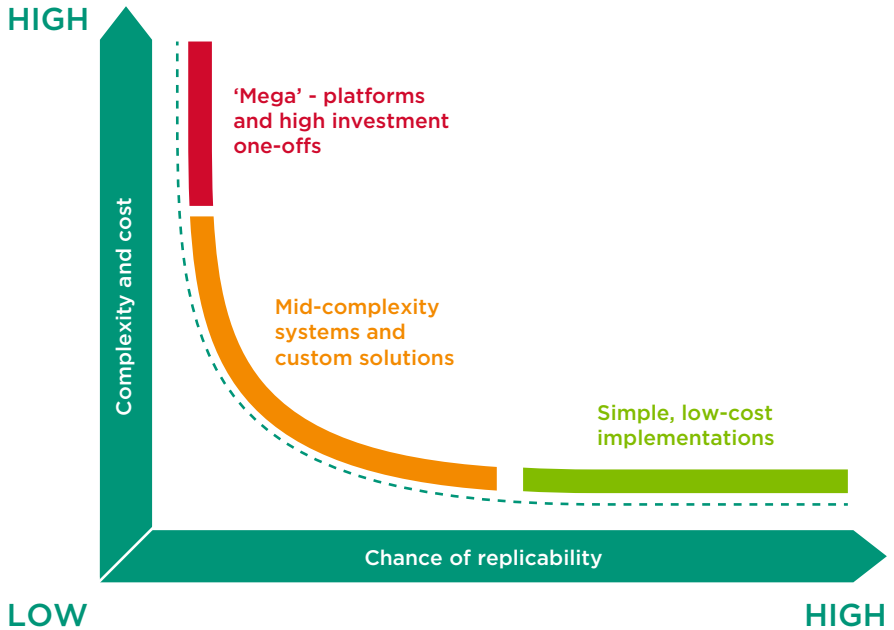 HIGH
‘Mega’ - platforms
and high investment
one-offs
Complexity and cost
Mid-complexity
systems and
custom solutions
Simple, low-cost
implementations
Chance of replicability
LOW
HIGH